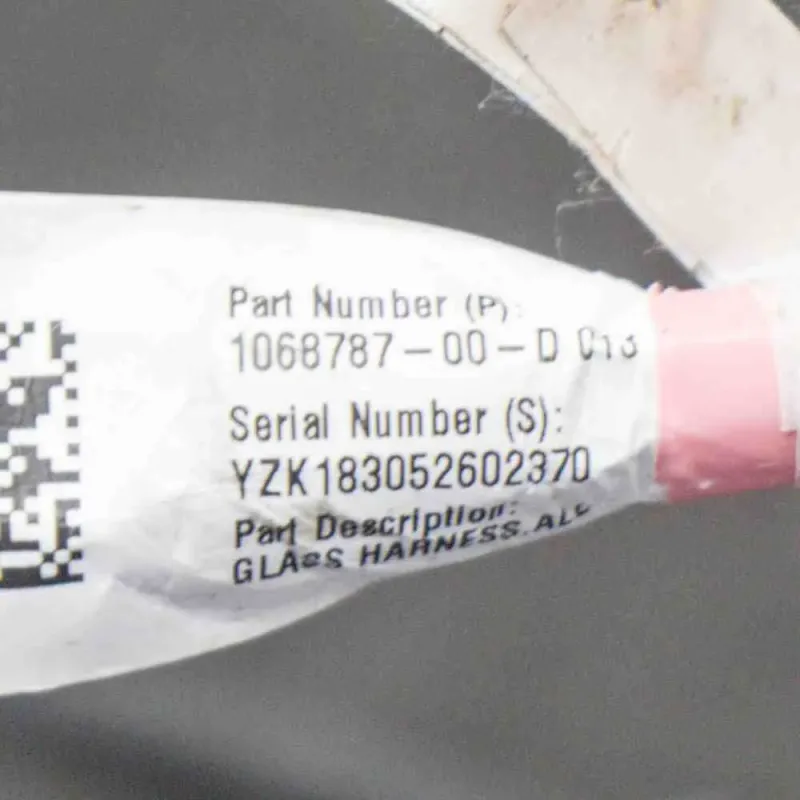 Part Number (P):
1068787-00-D
Serial Number (S):
YZK183052602370
Part Description:
GLASS HARNESS.